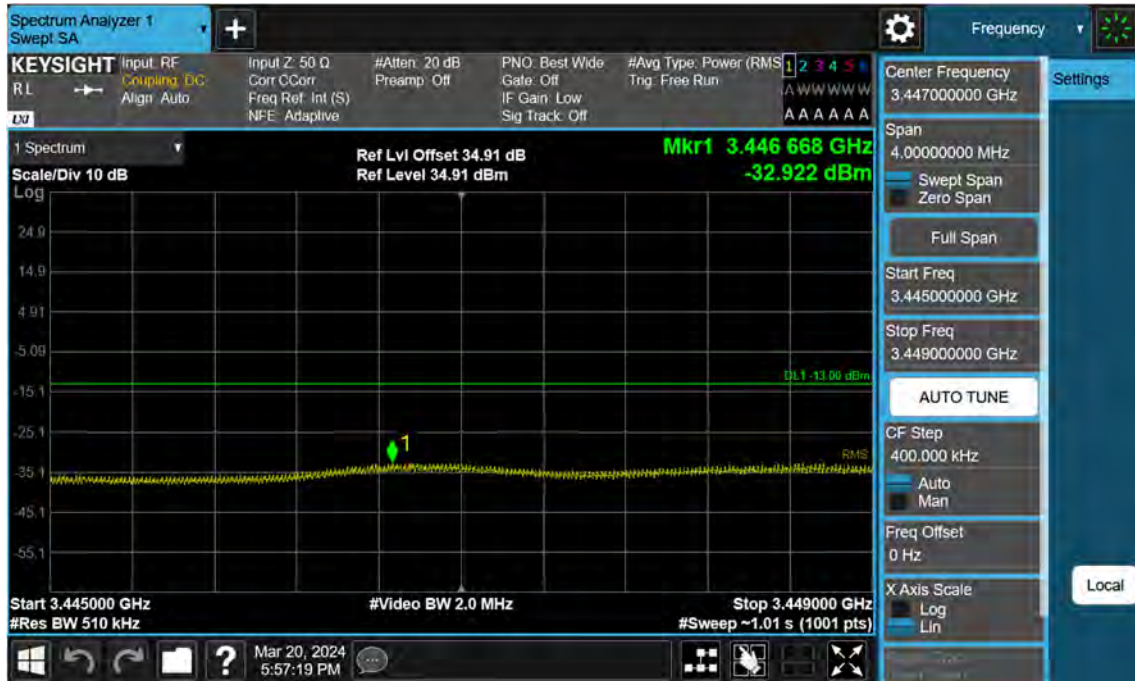 Spectrum Analyzer 1
Swept SA
+
Frequency
KEYSIGHT
Input: RF
Input Z: 50 Ω
#Atten: 20 dB
PNO: Best Wide
#Avg Type: Power (RMS
1 2 3 4 5 6
RL
Coupling: DC
Corr CCorr
Preamp: Off
Gate: Off
Trig: Free Run
Align: Auto
Freq Ref: Int (S)
IF Gain: Low
A W W W W W
LXI
NFE: Adaptive
Sig Track: Off
A A A A A A
1 Spectrum
Ref Lvl Offset 34.91 dB
Mkr1 3.446 668 GHz
Scale/Div 10 dB
Ref Level 34.91 dBm
-32.922 dBm
Log
24.9
14.9
4.91
-5.09
DL1 -13.00 dBm
-15.1
-25.1
1
RMS
-35.1
-45.1
-55.1
Start 3.445000 GHz
#Video BW 2.0 MHz
Stop 3.449000 GHz
#Res BW 510 kHz
#Sweep ~1.01 s (1001 pts)
Mar 20, 2024
5:57:19 PM
?
Center Frequency
3.447000000 GHz
Settings
Span
4.00000000 MHz
Swept Span
Zero Span
Full Span
Start Freq
3.445000000 GHz
Stop Freq
3.449000000 GHz
AUTO TUNE
CF Step
400.000 kHz
Auto
Man
Freq Offset
0 Hz
X Axis Scale
Log
Lin
Local